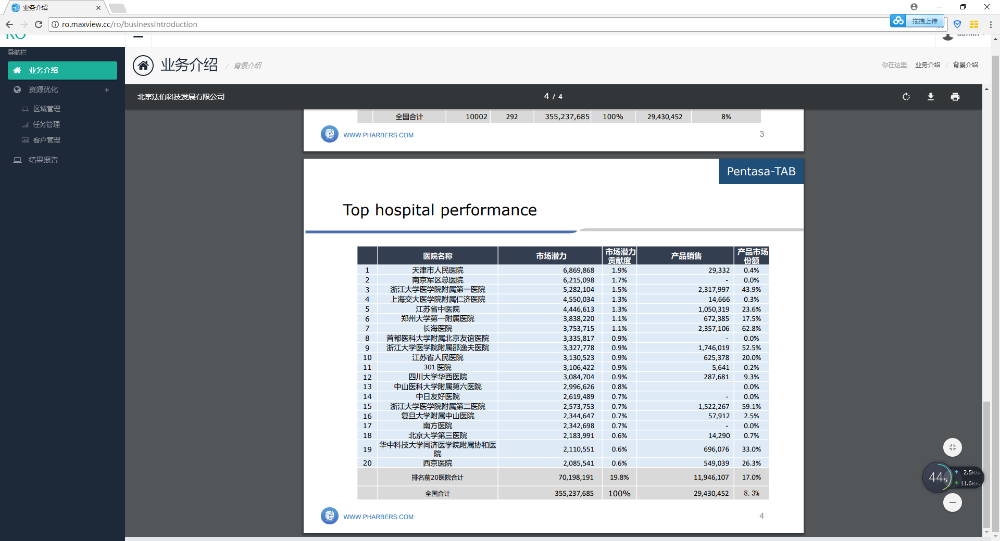 业务介绍
ro.maxview.cc/ro/businessIntroduction
拖拽上传
导航栏
业务介绍
资源优化 +
区域管理
任务管理
客户管理
结果报告
业务介绍 / 背景介绍
你在这里: 业务介绍 / 背景介绍
北京法伯科技发展有限公司
4 / 4
全国合计 10002 292 355,237,685 100% 29,430,452 8%
WWW.PHARBERS.COM
3
Pentasa-TAB
Top hospital performance
医院名称 市场潜力 市场潜力贡献度 产品销售 产品市场份额
1 天津市人民医院 6,869,868 1.9% 29,332 0.4%
2 南京军区总医院 6,215,098 1.7% - 0.0%
3 浙江大学医学院附属第一医院 5,282,104 1.5% 2,317,997 43.9%
4 上海交大医学院附属仁济医院 4,550,034 1.3% 14,666 0.3%
5 江苏省中医院 4,446,613 1.3% 1,050,319 23.6%
6 郑州大学第一附属医院 3,838,220 1.1% 672,385 17.5%
7 长海医院 3,753,715 1.1% 2,357,106 62.8%
8 首都医科大学附属北京友谊医院 3,335,817 0.9% - 0.0%
9 浙江大学医学院附属邵逸夫医院 3,327,778 0.9% 1,746,019 52.5%
10 江苏省人民医院 3,130,523 0.9% 625,378 20.0%
11 301 医院 3,106,422 0.9% 5,641 0.2%
12 四川大学华西医院 3,084,704 0.9% 287,681 9.3%
13 中山医科大学附属第六医院 2,996,626 0.8% 0.0%
14 中日友好医院 2,619,489 0.7% - 0.0%
15 浙江大学医学院附属第二医院 2,573,753 0.7% 1,522,267 59.1%
16 复旦大学附属中山医院 2,344,647 0.7% 57,912 2.5%
17 南方医院 2,342,698 0.7% - 0.0%
18 北京大学第三医院 2,183,991 0.6% 14,290 0.7%
19 华中科技大学同济医学院附属协和医院 2,110,551 0.6% 696,076 33.0%
20 西京医院 2,085,541 0.6% 549,039 26.3%
排名前20医院合计 70,198,191 19.8% 11,946,107 17.0%
全国合计 355,237,685 100% 29,430,452 8.3%
WWW.PHARBERS.COM
4
44%
2.5K/s
11.6K/s